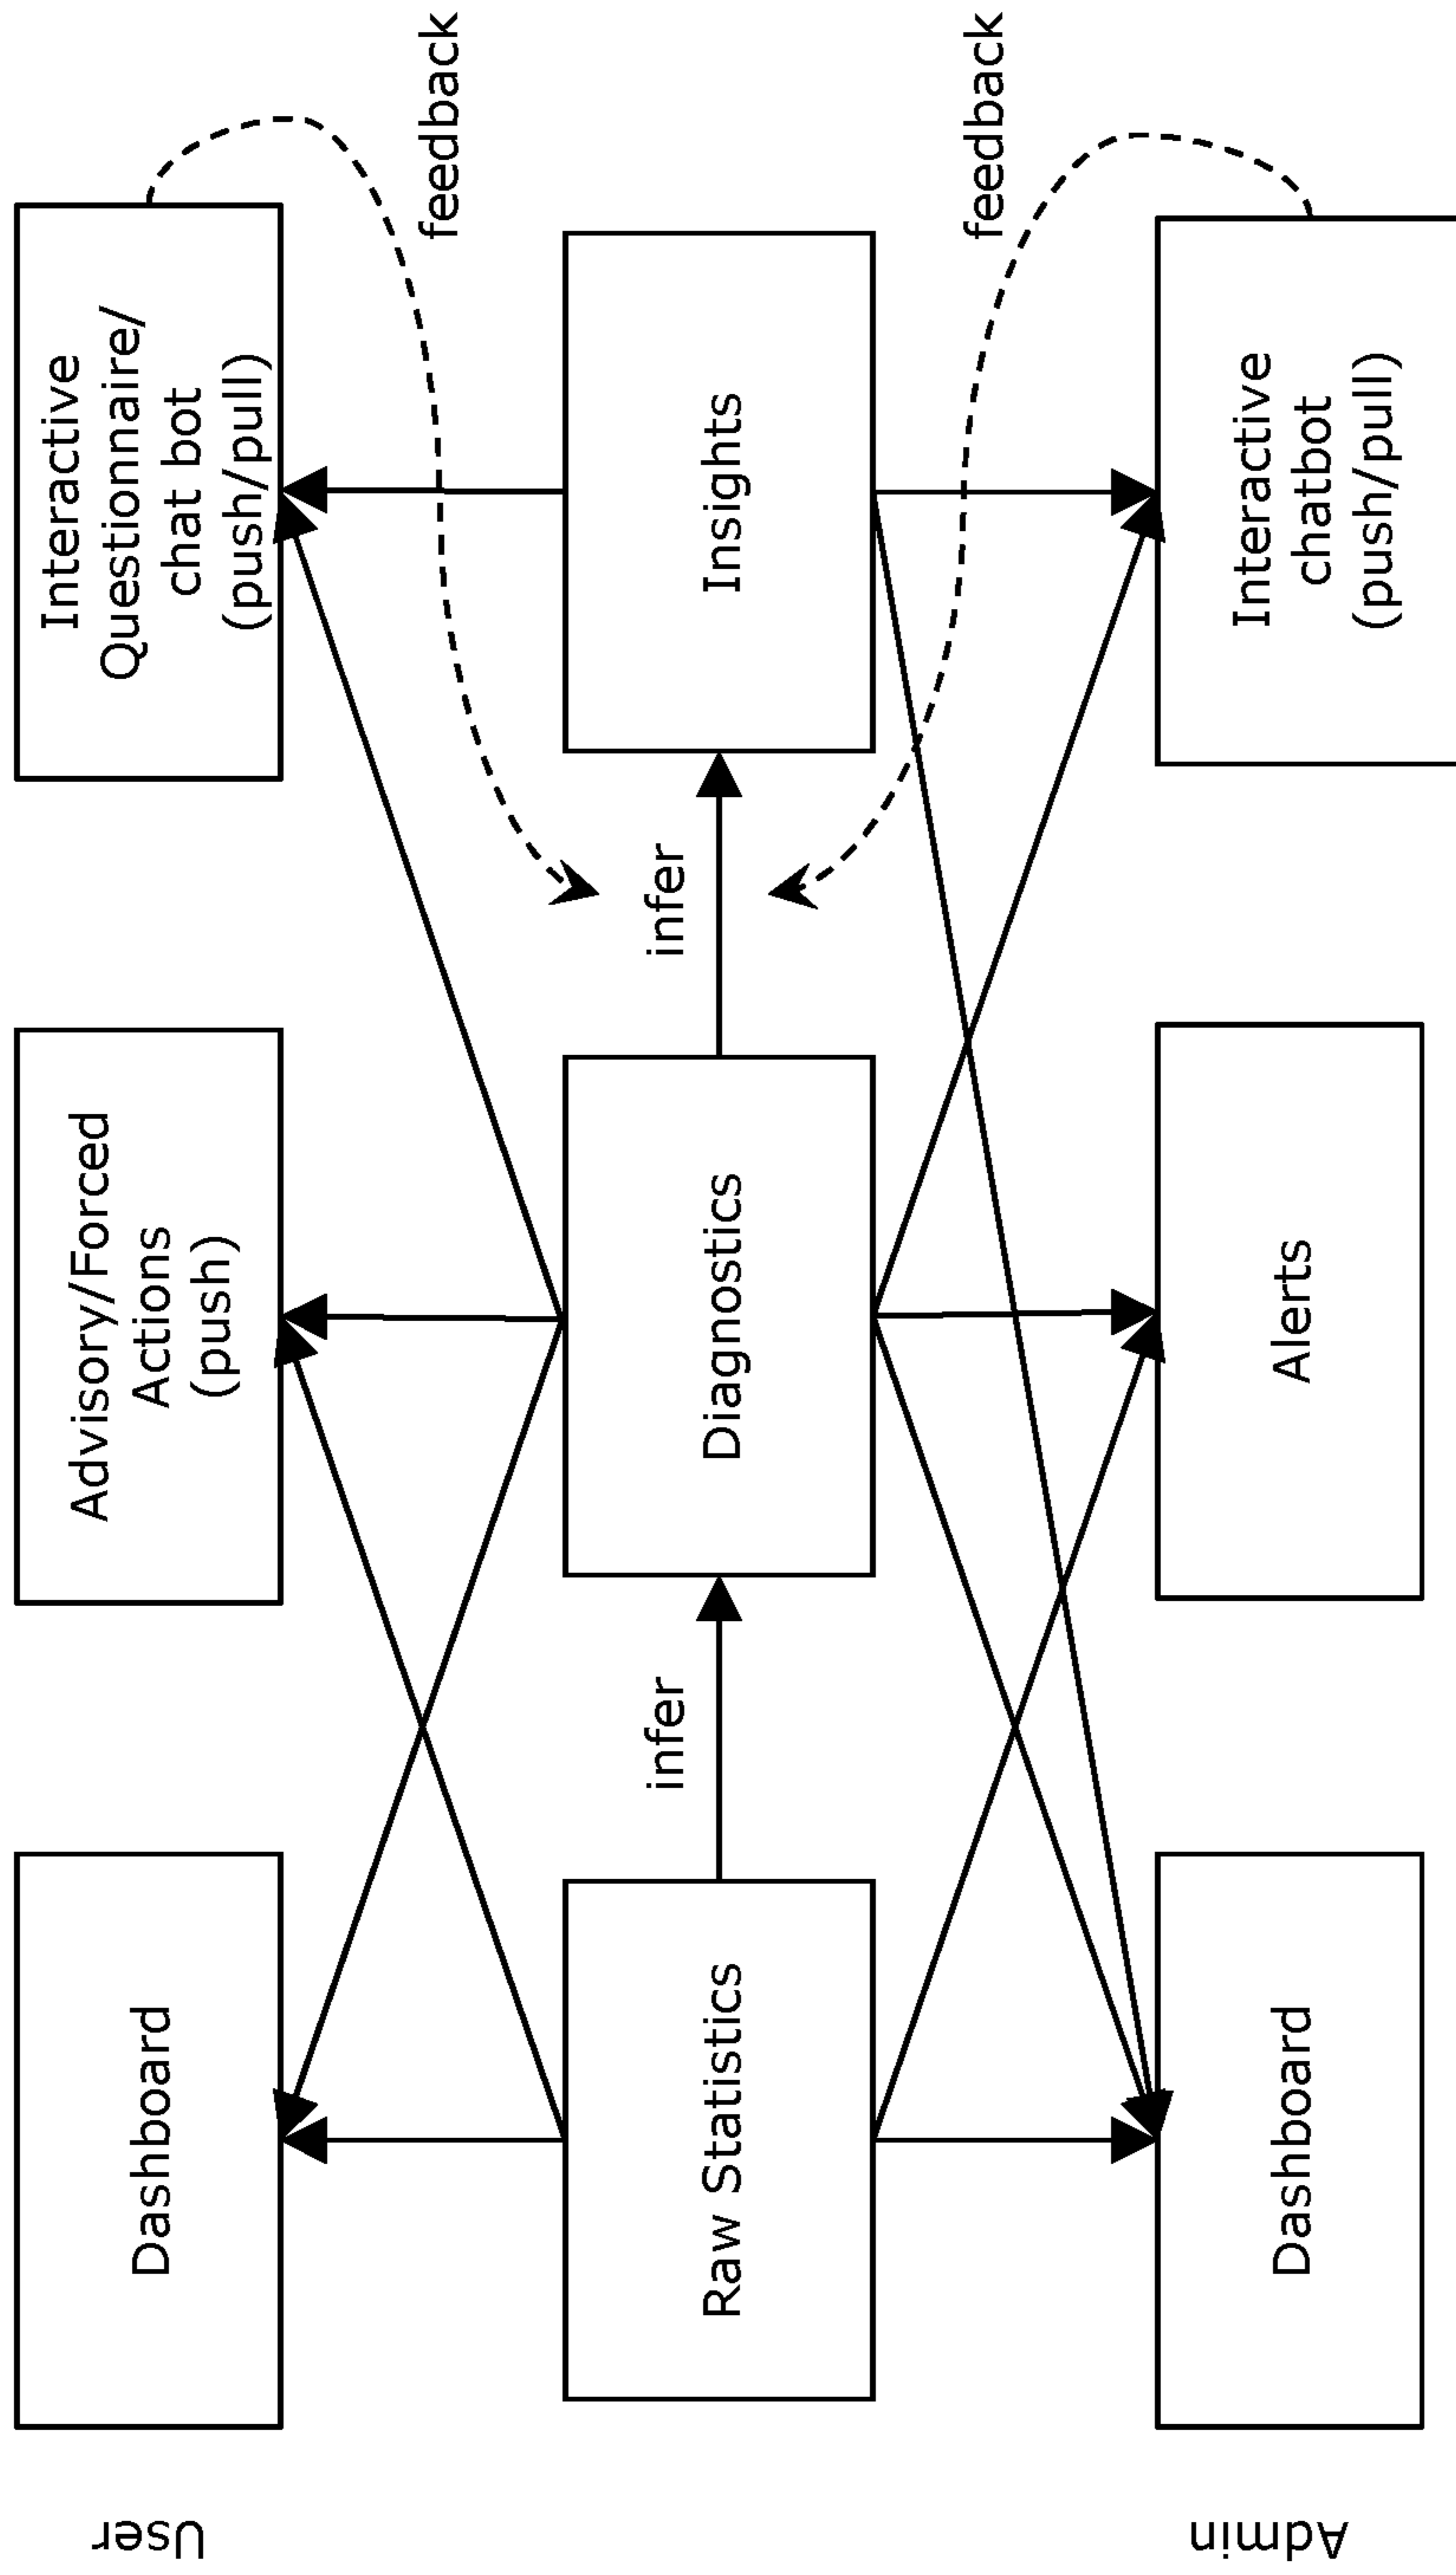 User
Dashboard
Advisory/Forced
Actions
(push)
Interactive
Questionnaire/
chat bot
(push/pull)
feedback
Raw Statistics
infer
Diagnostics
infer
Insights
feedback
Admin
Dashboard
Alerts
Interactive
chatbot
(push/pull)